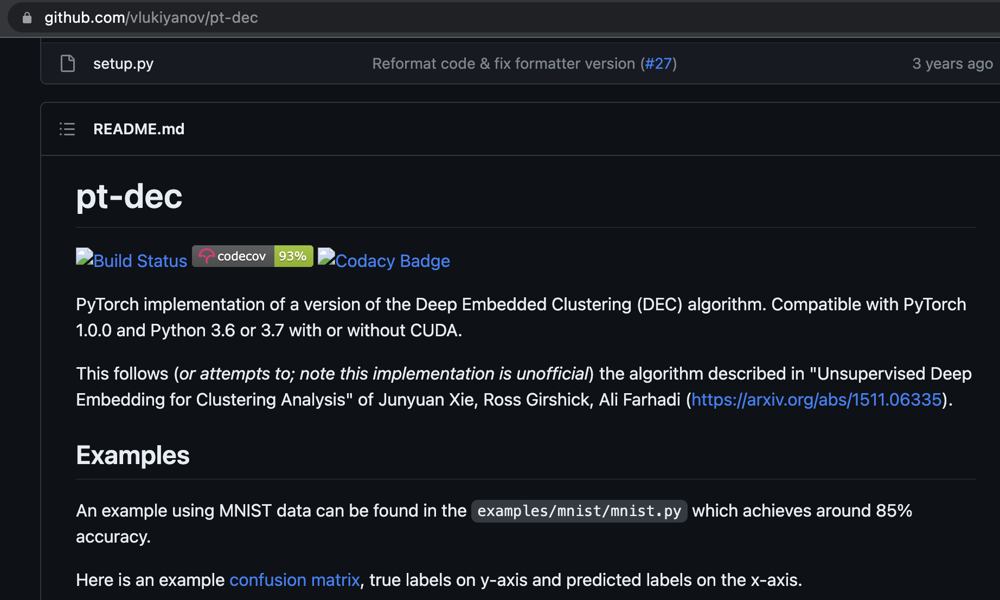 github.com/vlukiyanov/pt-dec
setup.py Reformat code & fix formatter version (#27) 3 years ago
README.md
pt-dec
Build Status codecov 93% Codacy Badge
PyTorch implementation of a version of the Deep Embedded Clustering (DEC) algorithm. Compatible with PyTorch
1.0.0 and Python 3.6 or 3.7 with or without CUDA.
This follows (or attempts to; note this implementation is unofficial) the algorithm described in "Unsupervised Deep
Embedding for Clustering Analysis" of Junyuan Xie, Ross Girshick, Ali Farhadi (https://arxiv.org/abs/1511.06335).
Examples
An example using MNIST data can be found in the examples/mnist/mnist.py which achieves around 85%
accuracy.
Here is an example confusion matrix, true labels on y-axis and predicted labels on the x-axis.